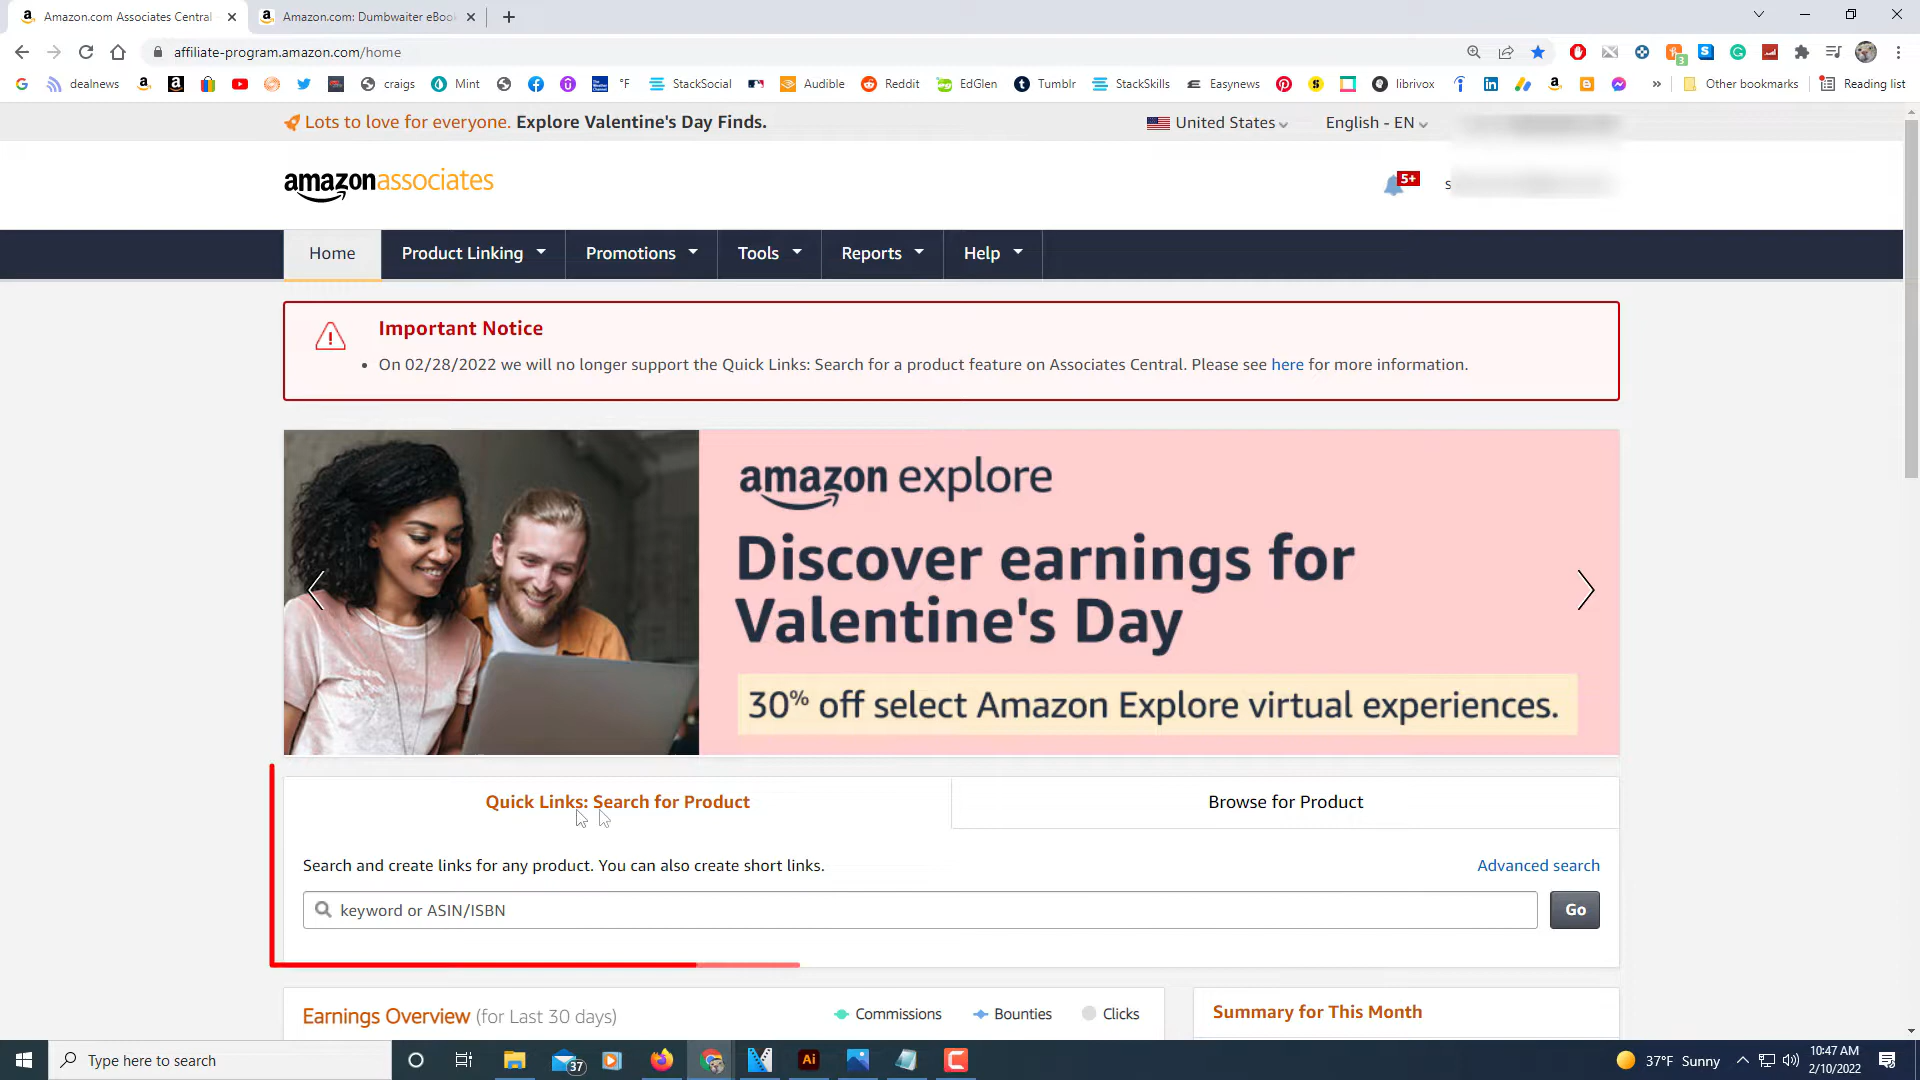 Amazon.com Associates Central
Amazon.com: Dumbwaiter eBook
affiliate-program.amazon.com/home
3
dealnews
craigs
Mint
°F
StackSocial
Audible
Reddit
EdGlen
Tumblr
StackSkills
Easynews
librivox
Other bookmarks
Reading list
Lots to love for everyone. Explore Valentine's Day Finds.
United States
English - EN
amazonassociates
5+
s
Home
Product Linking
Promotions
Tools
Reports
Help
Important Notice
• On 02/28/2022 we will no longer support the Quick Links: Search for a product feature on Associates Central. Please see here for more information.
amazon explore
Discover earnings for
Valentine's Day
30% off select Amazon Explore virtual experiences.
Quick Links: Search for Product
Browse for Product
Search and create links for any product. You can also create short links.
Advanced search
keyword or ASIN/ISBN
Go
Earnings Overview (for Last 30 days)
Commissions
Bounties
Clicks
Summary for This Month
Type here to search
37
Ai
37°F Sunny
10:47 AM
2/10/2022